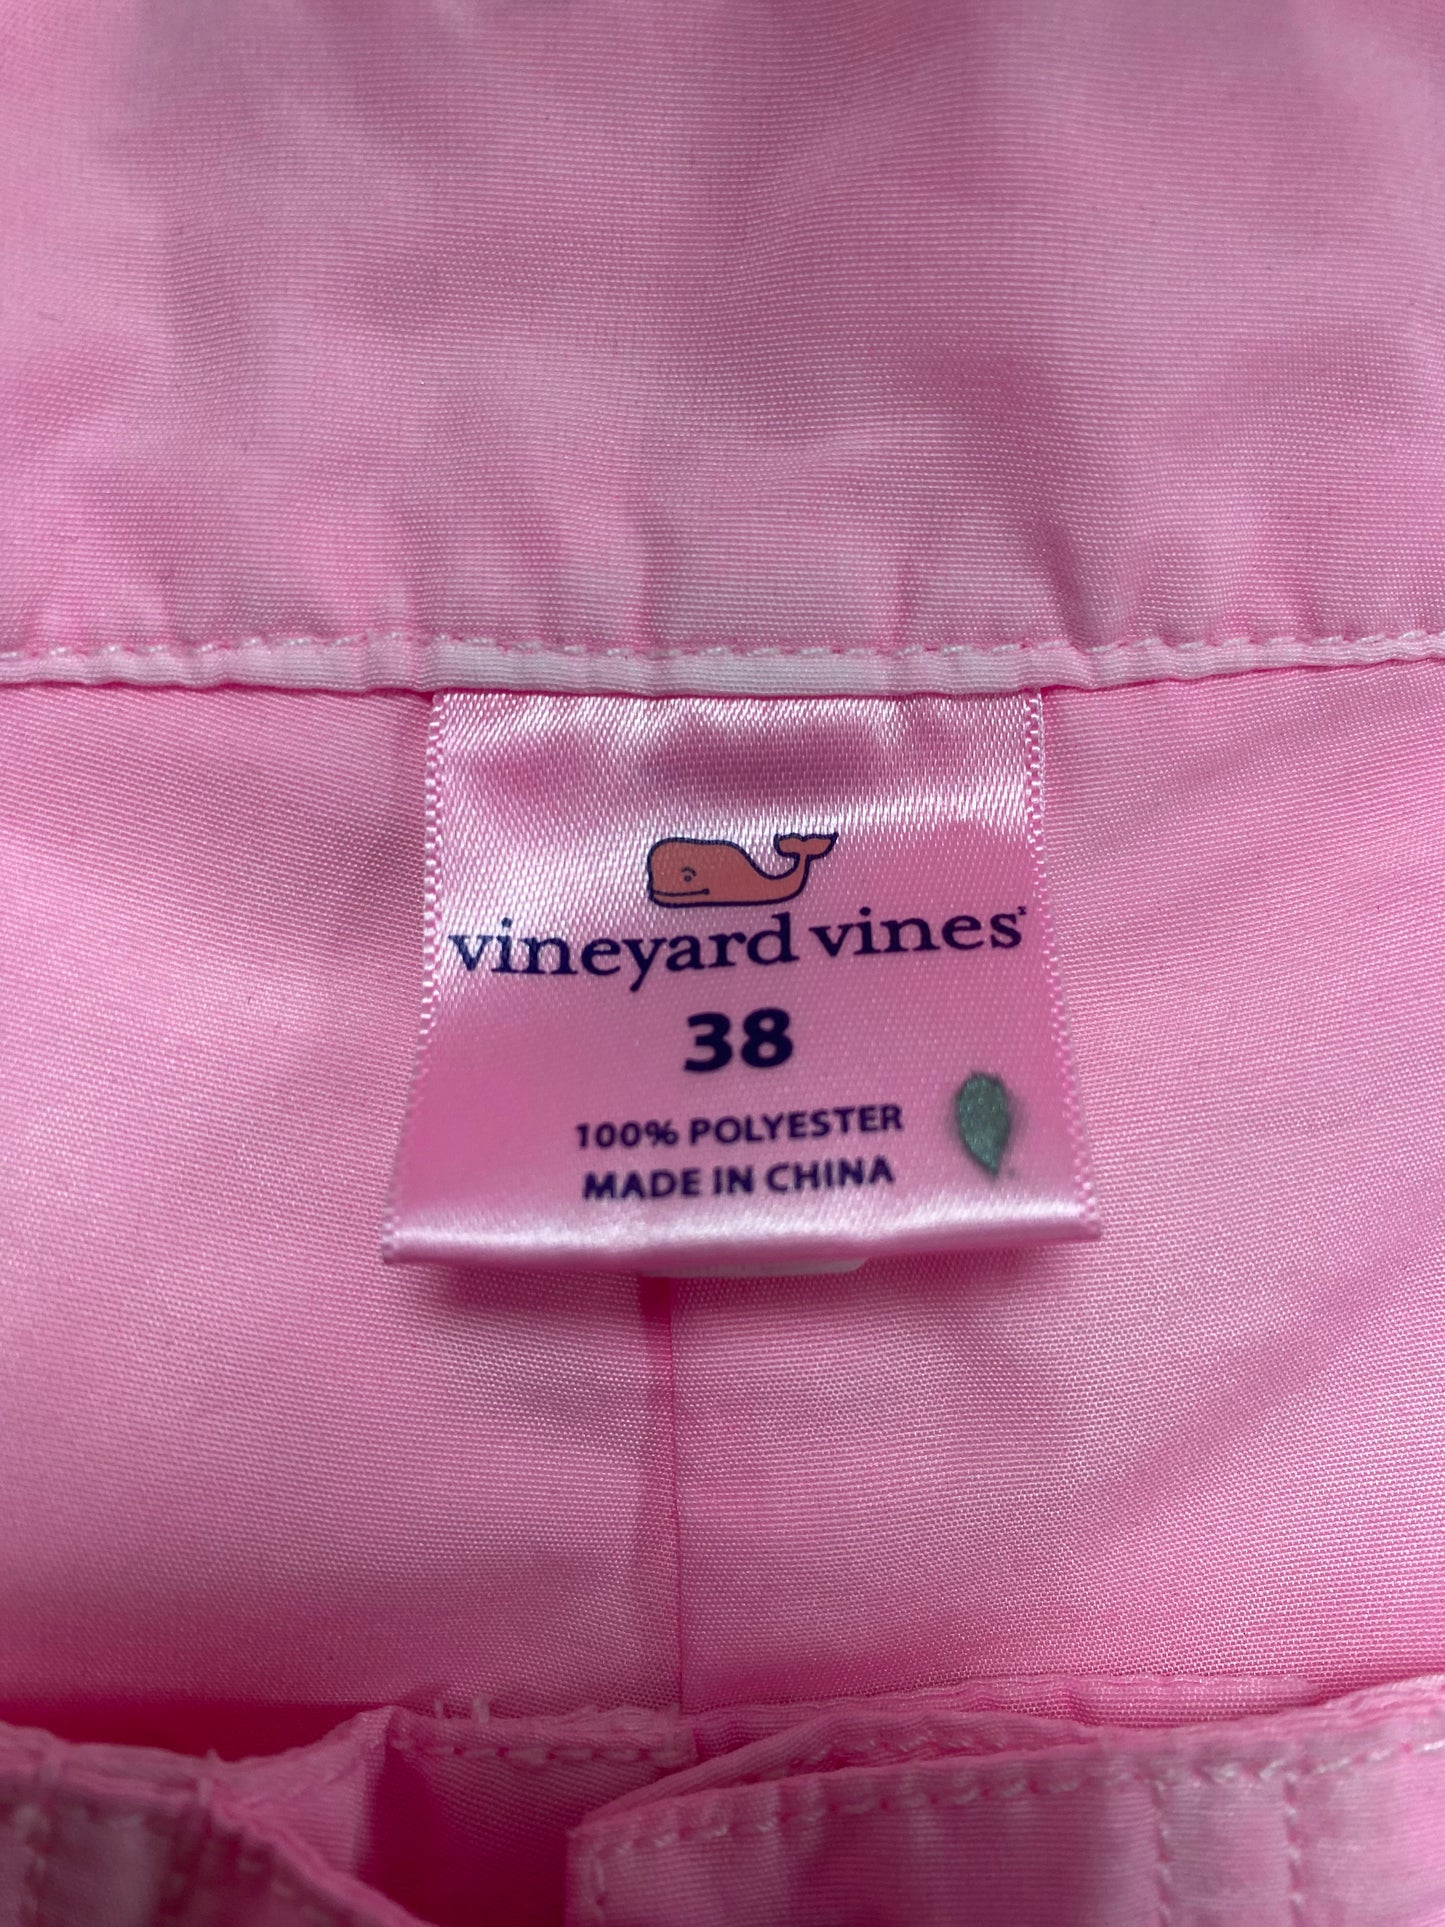 vineyard vines
38
100% POLYESTER
MADE IN CHINA